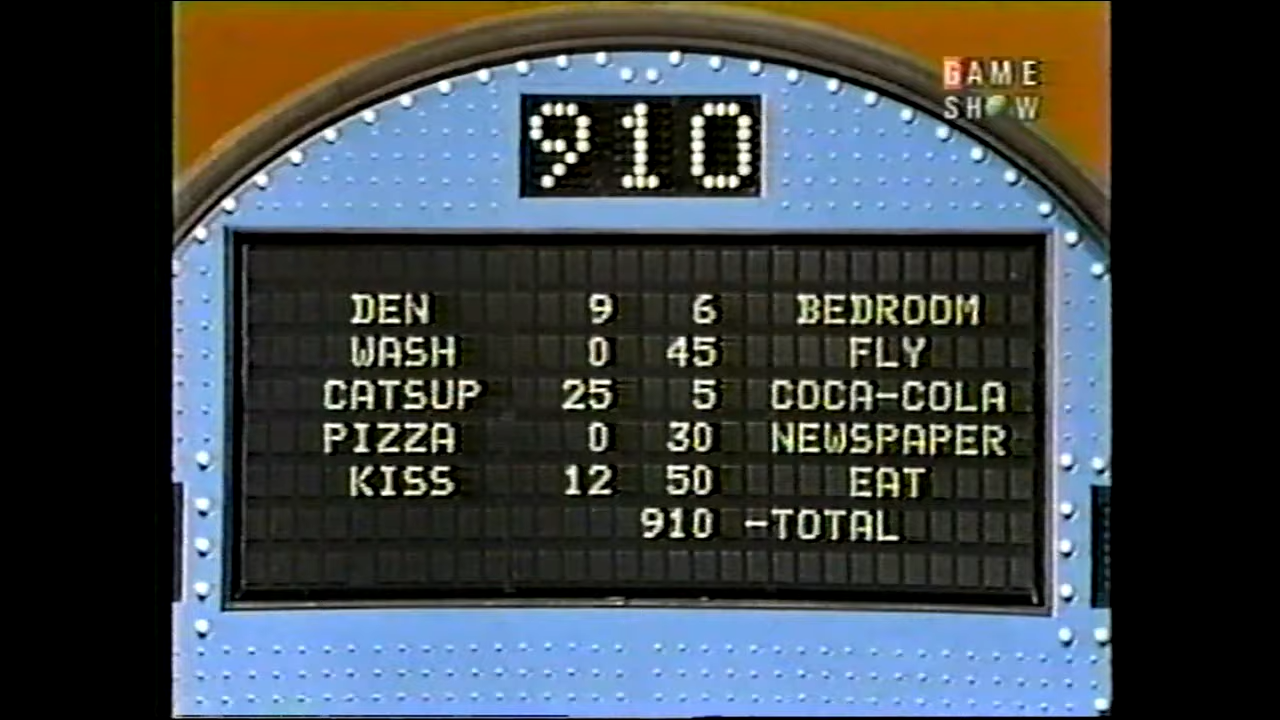 GAME
SHOW
910
DEN 9 6 BEDROOM
WASH 0 45 FLY
CATSUP 25 5 COCA-COLA
PIZZA 0 30 NEWSPAPER
KISS 12 50 EAT
910 -TOTAL